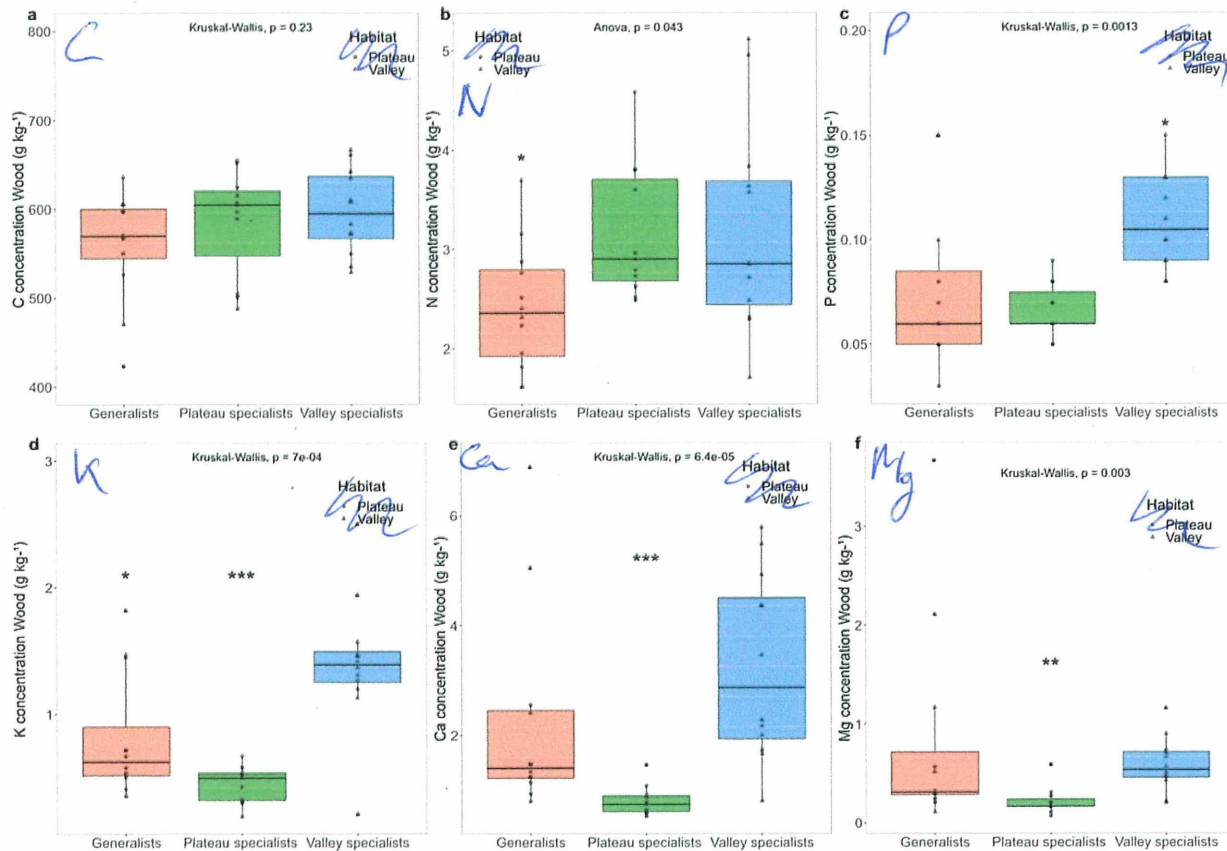 a
Kruskal-Wallis, p = 0.23
C
Habitat
Plateau
Valley
C concentration Wood (g kg-¹)
800
700
600
500
400
Generalists
Plateau specialists
Valley specialists
b
Anova, p = 0.043
N
Habitat
Plateau
Valley
N concentration Wood (g kg-¹)
5
4
3
2
*
Generalists
Plateau specialists
Valley specialists
c
Kruskal-Wallis, p = 0.0013
P
Habitat
Plateau
Valley
P concentration Wood (g kg-¹)
0.20
0.15
0.10
0.05
*
Generalists
Plateau specialists
Valley specialists
d
Kruskal-Wallis, p = 7e-04
K
Habitat
Plateau
Valley
K concentration Wood (g kg-¹)
3
2
1
*
***
Generalists
Plateau specialists
Valley specialists
e
Kruskal-Wallis, p = 6.4e-05
Ca
Habitat
Plateau
Valley
Ca concentration Wood (g kg-¹)
6
4
2
***
Generalists
Plateau specialists
Valley specialists
f
Kruskal-Wallis, p = 0.003
Mg
Habitat
Plateau
Valley
Mg concentration Wood (g kg-¹)
3
2
1
0
**
Generalists
Plateau specialists
Valley specialists